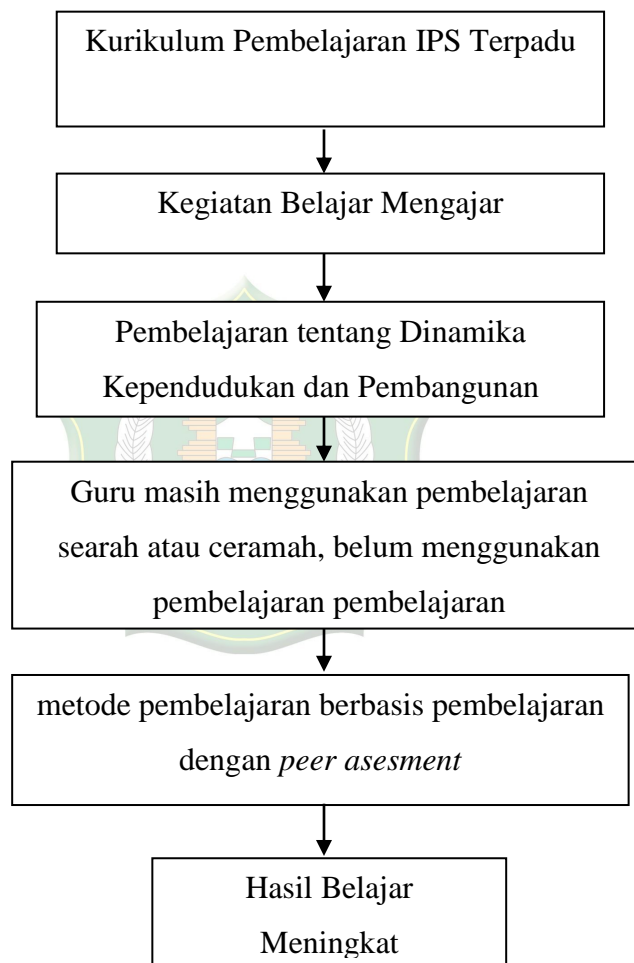 Kurikulum Pembelajaran IPS Terpadu
Kegiatan Belajar Mengajar
Pembelajaran tentang Dinamika
Kependudukan dan Pembangunan
Guru masih menggunakan pembelajaran
searah atau ceramah, belum menggunakan
pembelajaran pembelajaran
metode pembelajaran berbasis pembelajaran
dengan peer asesment
Hasil Belajar
Meningkat